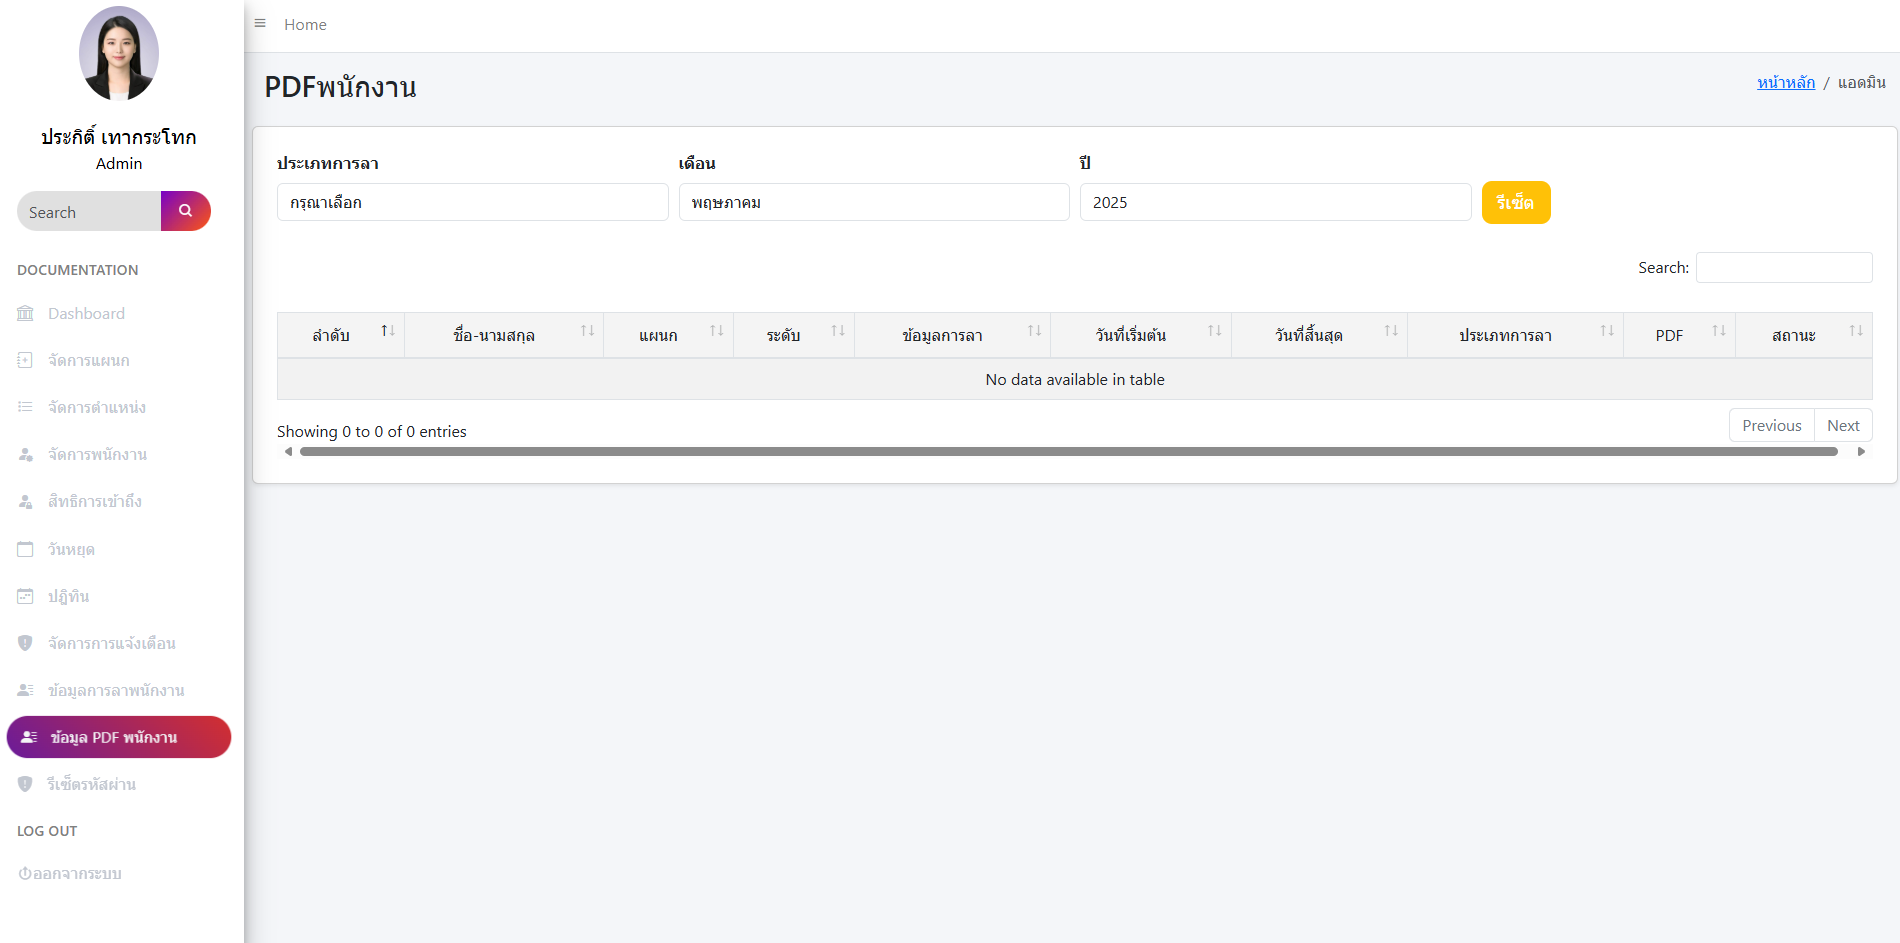 ประกิติ์ เทากระโทก
Admin
Search
DOCUMENTATION
Dashboard
จัดการแผนก
จัดการตำแหน่ง
จัดการพนักงาน
สิทธิการเข้าถึง
วันหยุด
ปฏิทิน
จัดการการแจ้งเตือน
ข้อมูลการลาพนักงาน
ข้อมูล PDF พนักงาน
รีเซ็ตรหัสผ่าน
LOG OUT
ออกจากระบบ
Home
PDFพนักงาน
หน้าหลัก / แอดมิน
ประเภทการลา เดือน ปี
กรุณาเลือก พฤษภาคม 2025 รีเซ็ต
Search:
ลำดับ ชื่อ-นามสกุล แผนก ระดับ ข้อมูลการลา วันที่เริ่มต้น วันที่สิ้นสุด ประเภทการลา PDF สถานะ
No data available in table
Showing 0 to 0 of 0 entries
Previous Next